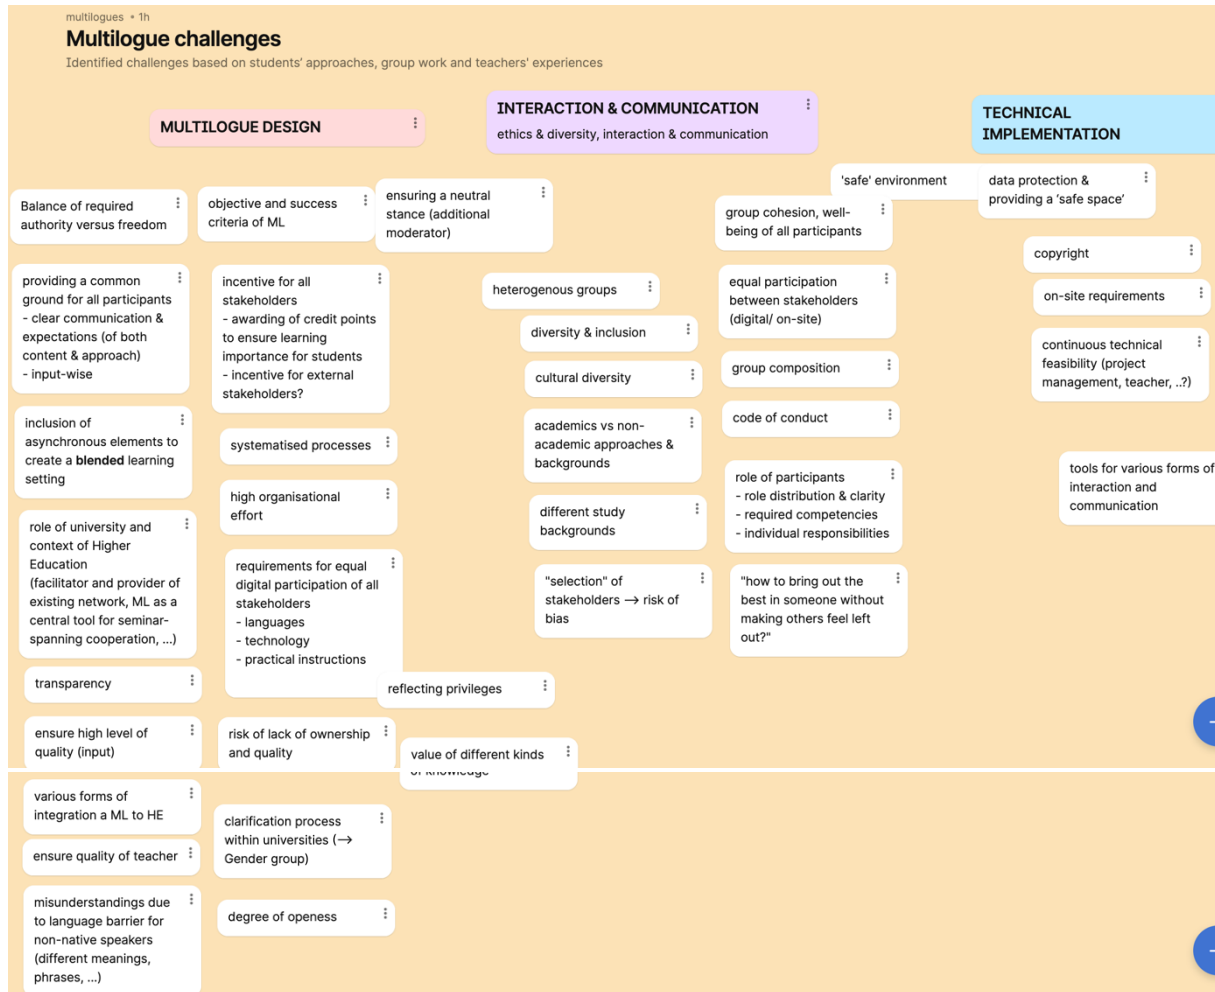 multilogues • 1h
Multilogue challenges
Identified challenges based on students' approaches, group work and teachers' experiences
MULTILOGUE DESIGN
Balance of required
authority versus freedom
providing a common
ground for all participants
- clear communication &
expectations (of both
content & approach)
- input-wise
inclusion of
asynchronous elements to
create a blended learning
setting
role of university and
context of Higher
Education
(facilitator and provider of
existing network, ML as a
central tool for seminar-
spanning cooperation, ...)
transparency
ensure high level of
quality (input)
various forms of
integration a ML to HE
ensure quality of teacher
misunderstandings due
to language barrier for
non-native speakers
(different meanings,
phrases, ...)
objective and success
criteria of ML
incentive for all
stakeholders
- awarding of credit points
to ensure learning
importance for students
- incentive for external
stakeholders?
systematised processes
high organisational
effort
requirements for equal
digital participation of all
stakeholders
- languages
- technology
- practical instructions
risk of lack of ownership
and quality
clarification process
within universities (→
Gender group)
degree of openess
ensuring a neutral
stance (additional
moderator)
reflecting privileges
value of different kinds
of knowledge
INTERACTION & COMMUNICATION
ethics & diversity, interaction & communication
heterogenous groups
diversity & inclusion
cultural diversity
academics vs non-
academic approaches &
backgrounds
different study
backgrounds
"selection" of
stakeholders → risk of
bias
'safe' environment
group cohesion, well-
being of all participants
equal participation
between stakeholders
(digital/ on-site)
group composition
code of conduct
role of participants
- role distribution & clarity
- required competencies
- individual responsibilities
"how to bring out the
best in someone without
making others feel left
out?"
TECHNICAL
IMPLEMENTATION
data protection &
providing a 'safe space'
copyright
on-site requirements
continuous technical
feasibility (project
management, teacher, ..?)
tools for various forms of
interaction and
communication